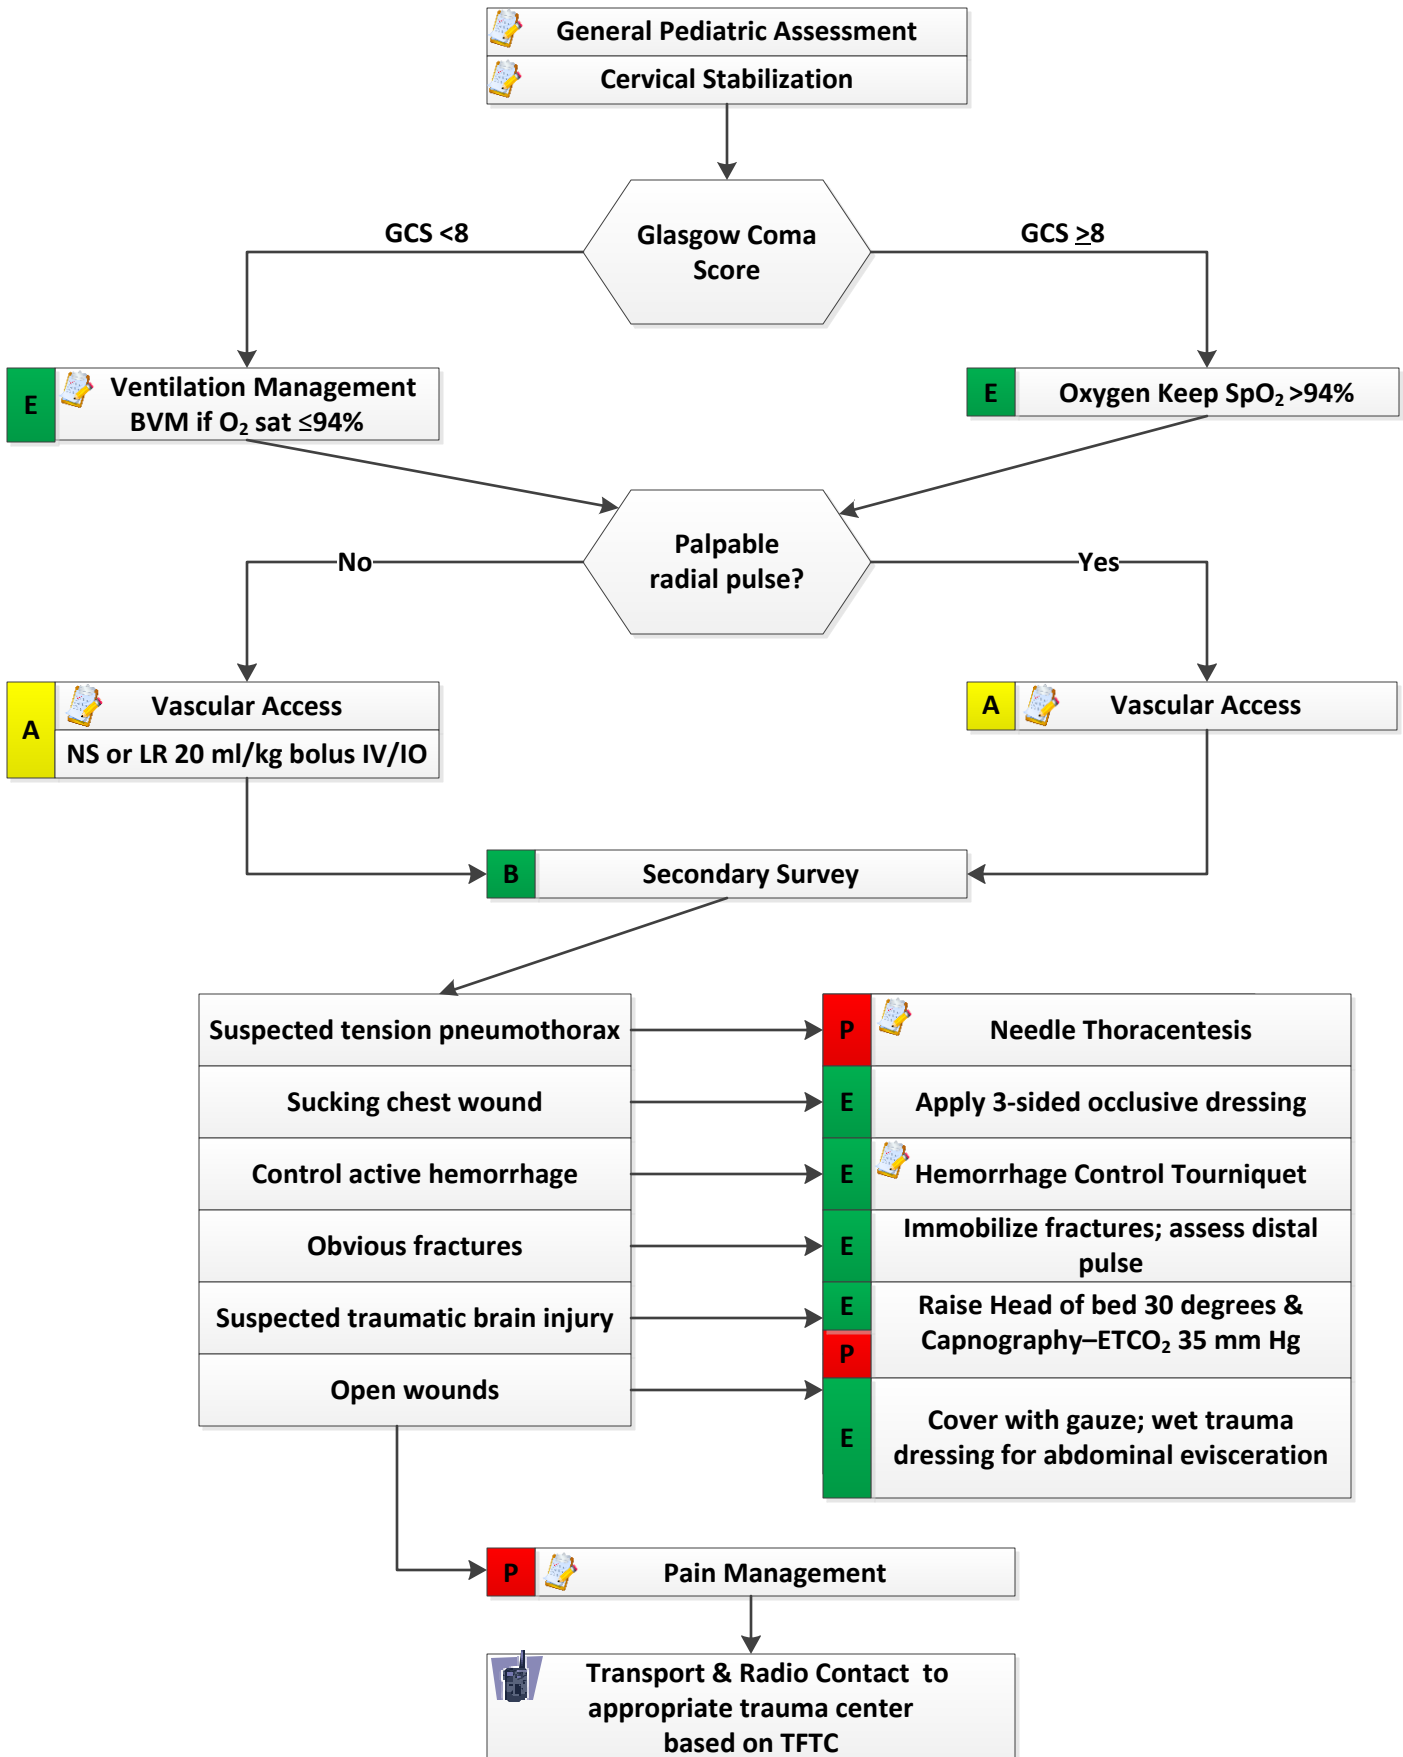 General Pediatric Assessment
Cervical Stabilization
Glasgow Coma
Score
GCS <8
GCS ≥8
E
Ventilation Management
BVM if O₂ sat ≤94%
E
Oxygen Keep SpO₂ >94%
Palpable
radial pulse?
No
Yes
A
Vascular Access
NS or LR 20 ml/kg bolus IV/IO
A
Vascular Access
B
Secondary Survey
Suspected tension pneumothorax
P
Needle Thoracentesis
Sucking chest wound
E
Apply 3-sided occlusive dressing
Control active hemorrhage
E
Hemorrhage Control Tourniquet
Obvious fractures
E
Immobilize fractures; assess distal
pulse
Suspected traumatic brain injury
E
P
Raise Head of bed 30 degrees &
Capnography–ETCO₂ 35 mm Hg
Open wounds
E
Cover with gauze; wet trauma
dressing for abdominal evisceration
P
Pain Management
Transport & Radio Contact to
appropriate trauma center
based on TFTC